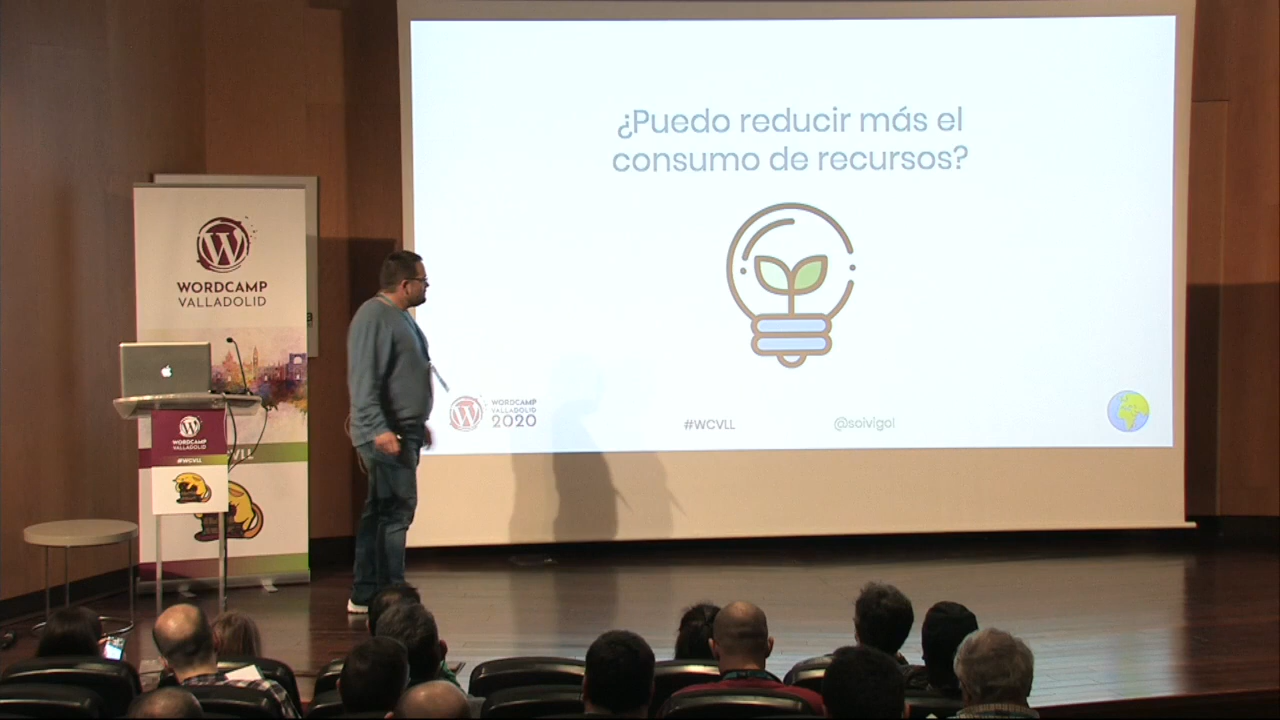 ¿Puedo reducir más el
consumo de recursos?
WORDCAMP
VALLADOLID
2020
#WCVLL
@soivigol
WORDCAMP
VALLADOLID
WORDCAMP
VALLADOLID
#WCVLL